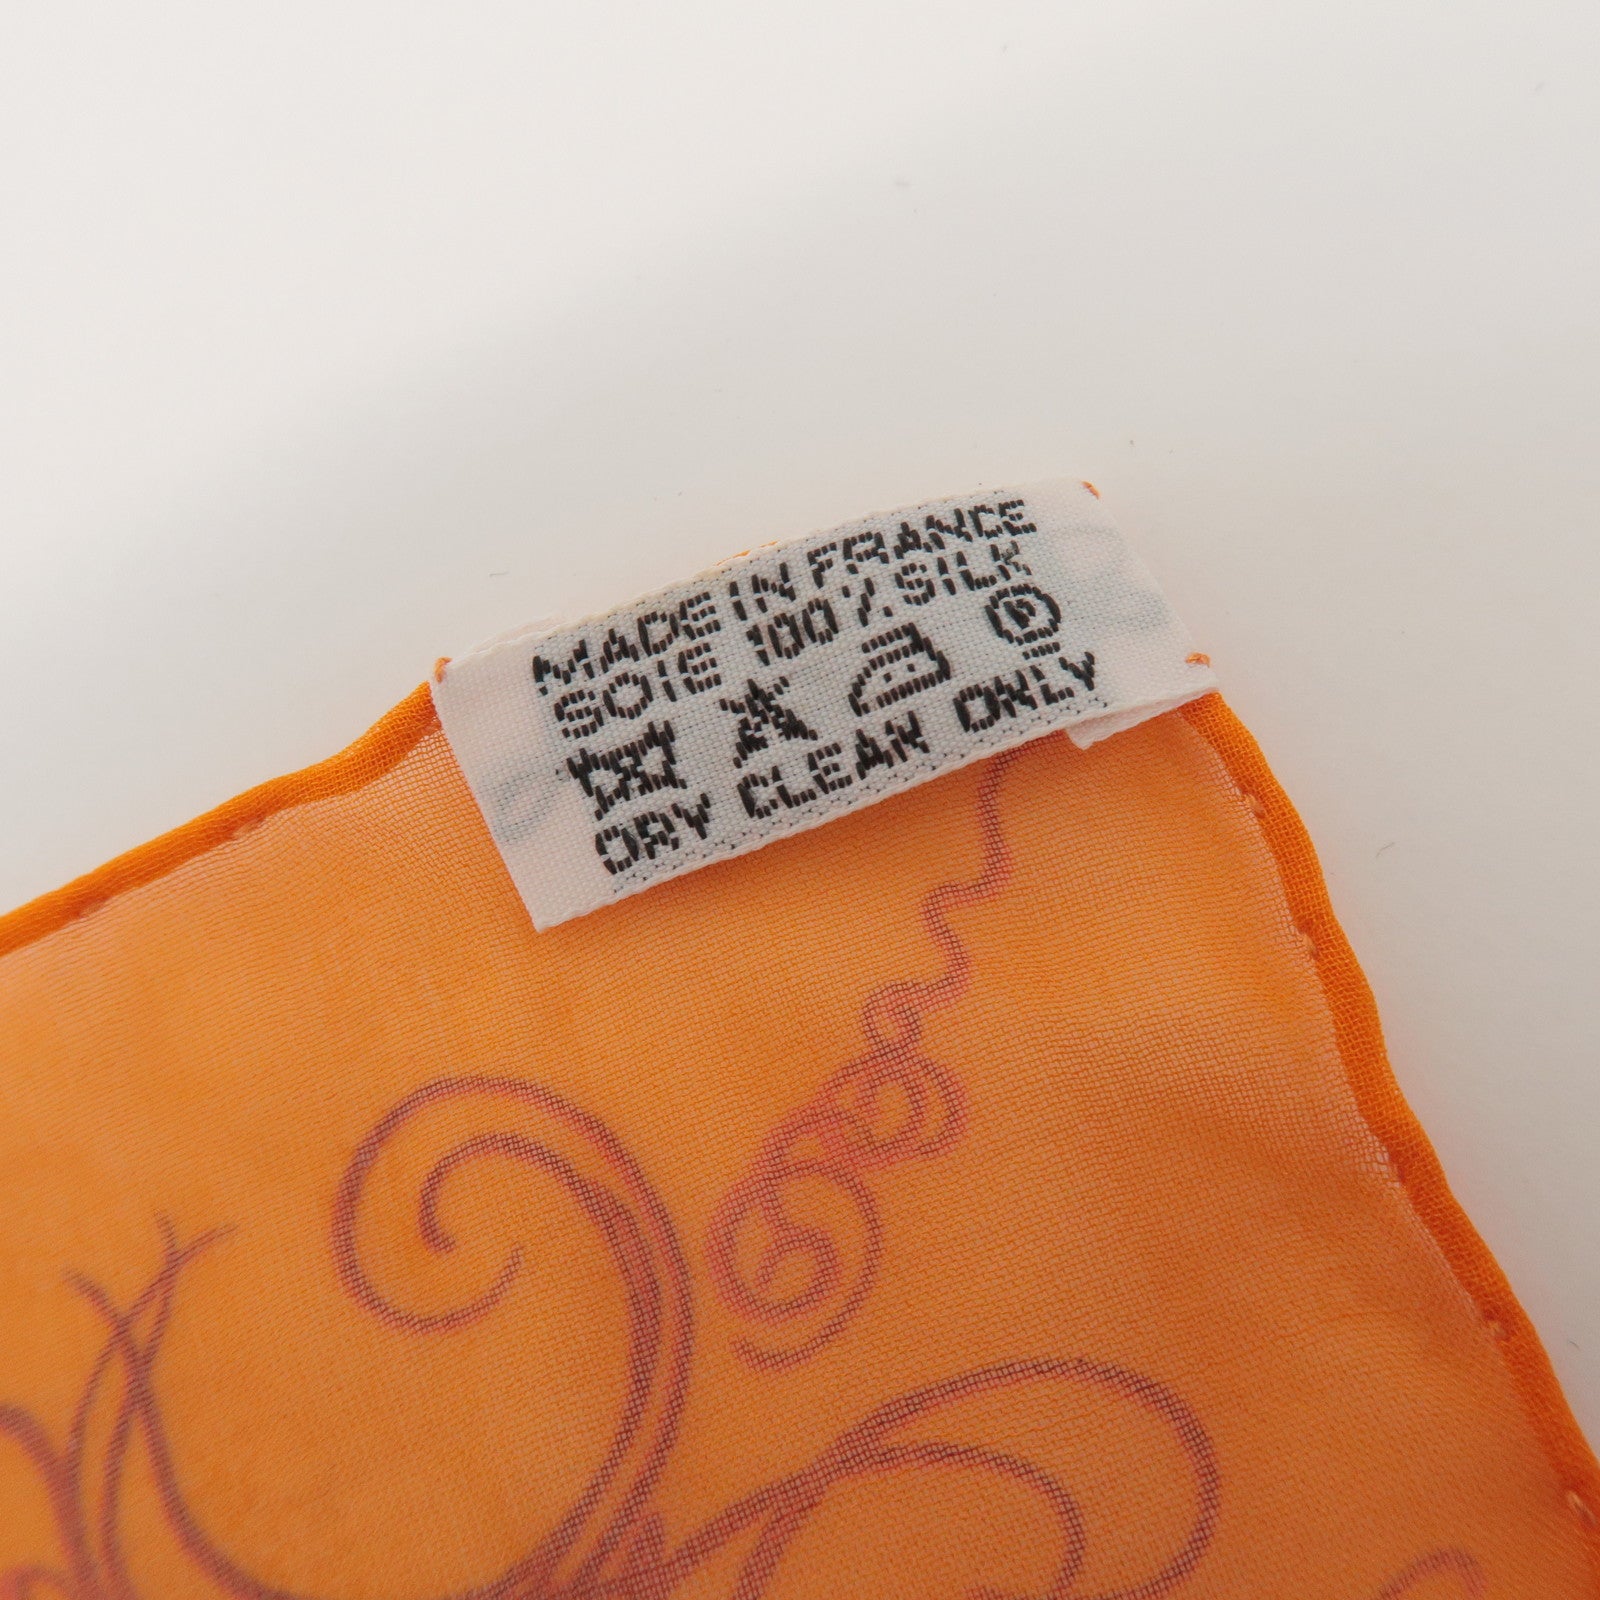 MADE IN FRANCE
SOIE 100% SILK
P
DRY CLEAN ONLY